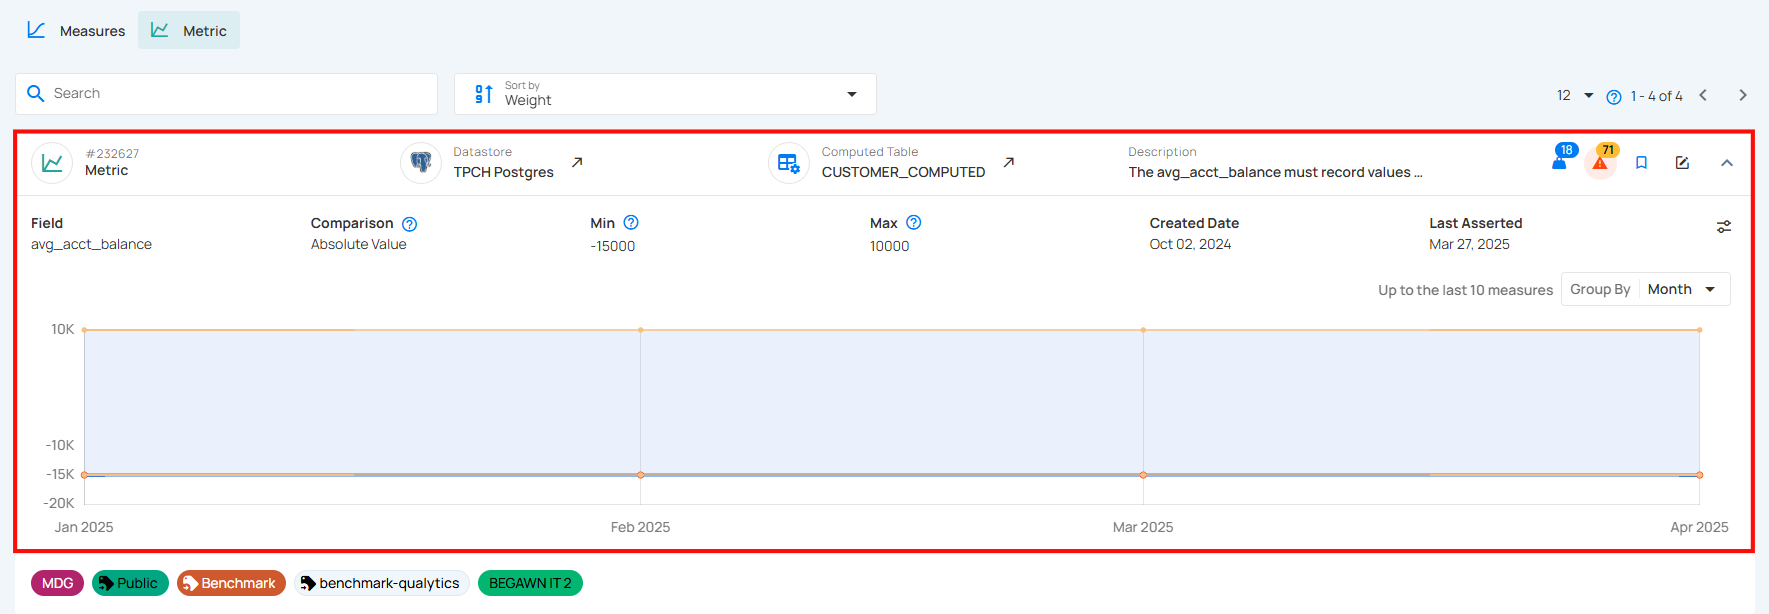 Measures Metric
Search
Sort by
Weight
12 1 - 4 of 4
#232627
Metric
Datastore
TPCH Postgres
Computed Table
CUSTOMER_COMPUTED
Description
The avg_acct_balance must record values ...
18
71
Field
avg_acct_balance
Comparison
Absolute Value
Min
-15000
Max
10000
Created Date
Oct 02, 2024
Last Asserted
Mar 27, 2025
Up to the last 10 measures Group By Month
10K
-10K
-15K
-20K
Jan 2025 Feb 2025 Mar 2025 Apr 2025
MDG Public Benchmark benchmark-qualytics BEGAWN IT 2